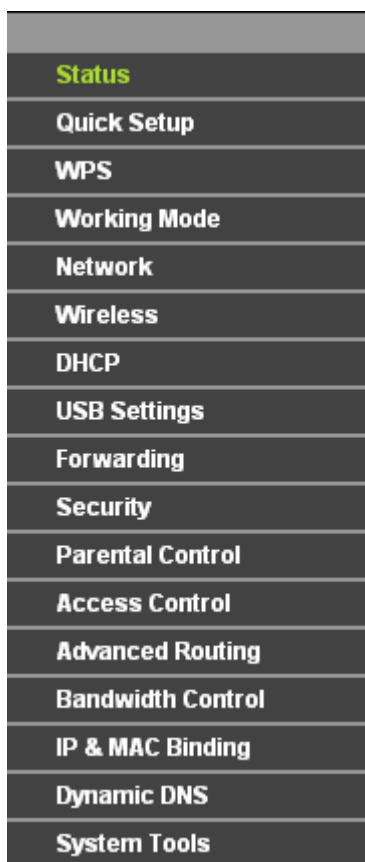 Status
Quick Setup
WPS
Working Mode
Network
Wireless
DHCP
USB Settings
Forwarding
Security
Parental Control
Access Control
Advanced Routing
Bandwidth Control
IP & MAC Binding
Dynamic DNS
System Tools